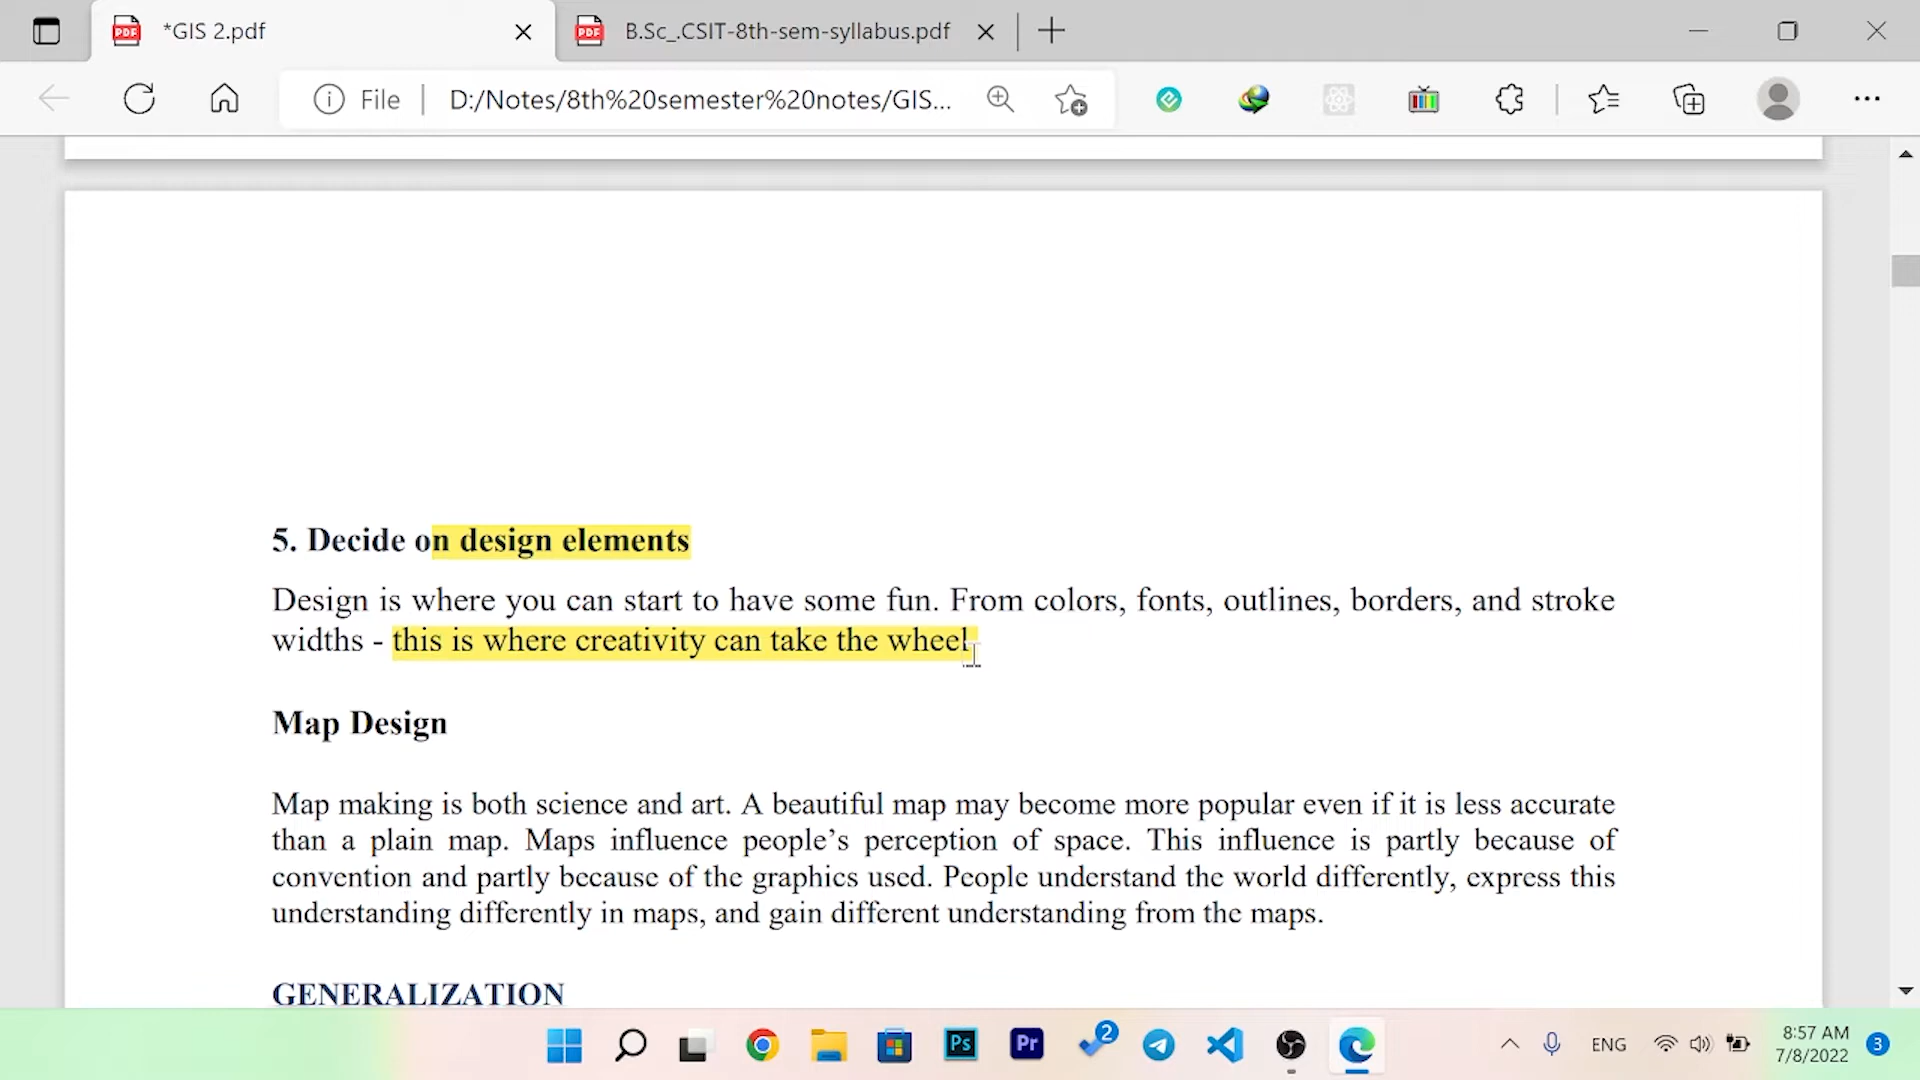 *GIS 2.pdf
B.Sc_.CSIT-8th-sem-syllabus.pdf
File
D:/Notes/8th%20semester%20notes/GIS...
5. Decide on design elements
Design is where you can start to have some fun. From colors, fonts, outlines, borders, and stroke
widths - this is where creativity can take the wheel
Map Design
Map making is both science and art. A beautiful map may become more popular even if it is less accurate
than a plain map. Maps influence people’s perception of space. This influence is partly because of
convention and partly because of the graphics used. People understand the world differently, express this
understanding differently in maps, and gain different understanding from the maps.
GENERALIZATION
Ps
Pr
2
ENG
8:57 AM
7/8/2022
3
PDF
PDF